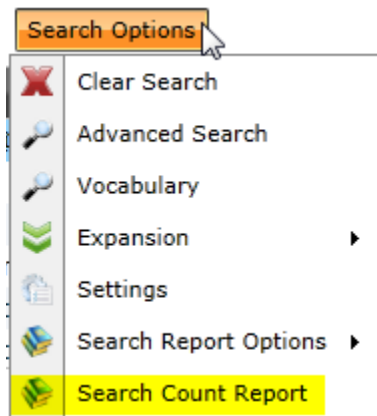 Search Options
Clear Search
Advanced Search
Vocabulary
Expansion
Settings
Search Report Options
Search Count Report